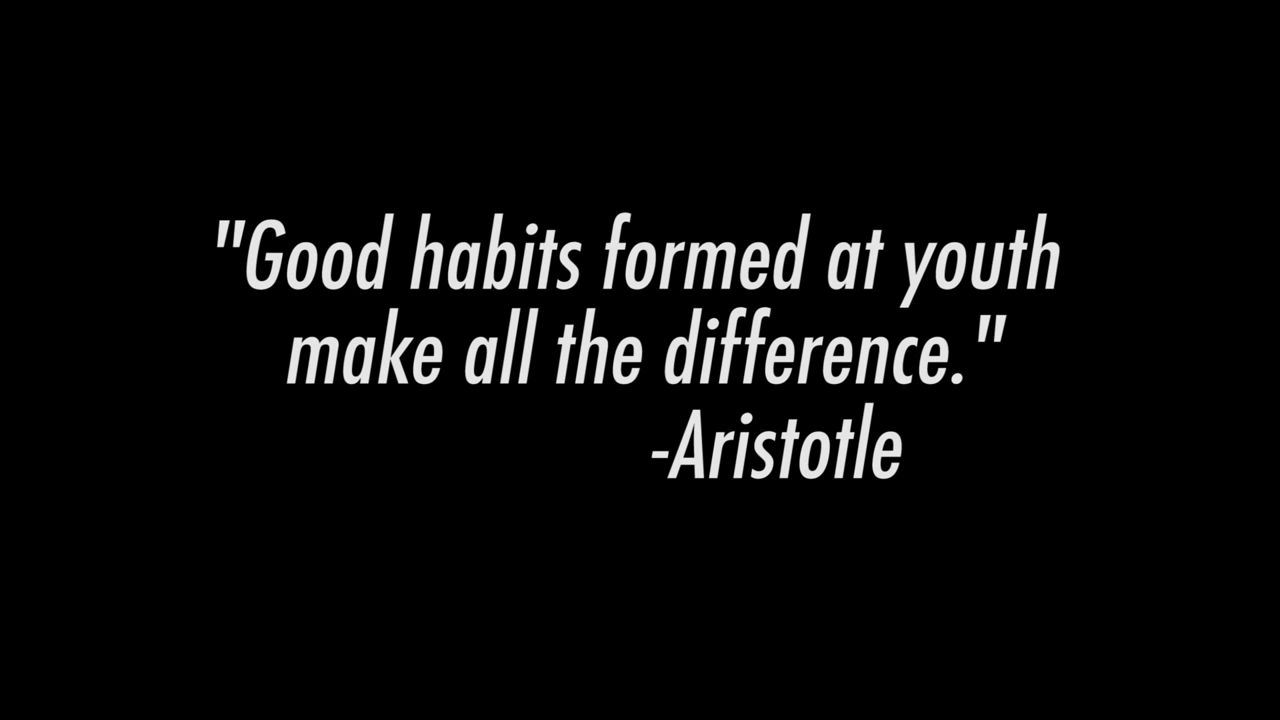 "Good habits formed at youth
make all the difference."
-Aristotle